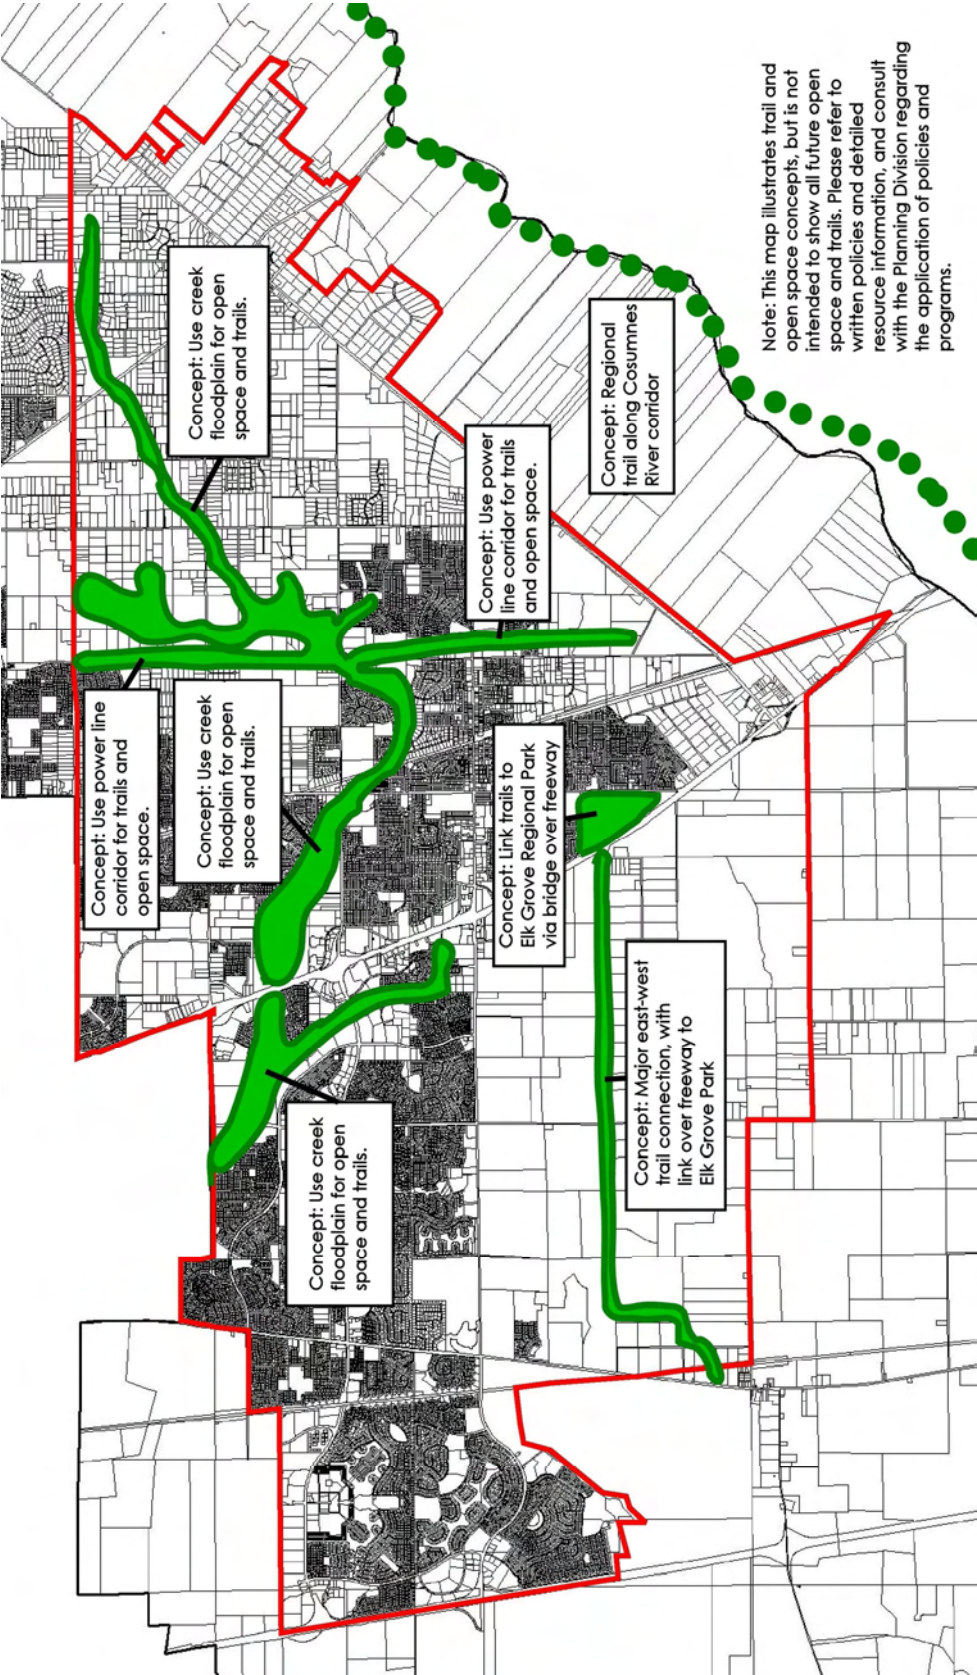 Concept: Use creek
floodplain for open
space and trails.
Concept: Use power line
corridor for trails and
open space.
Concept: Use creek
floodplain for open
space and trails.
Concept: Use creek
floodplain for open
space and trails.
Concept: Use power
line corridor for trails
and open space.
Concept: Link trails to
Elk Grove Regional Park
via bridge over freeway
Concept: Regional
trail along Cosumnes
River corridor
Concept: Major east-west
trail connection, with
link over freeway to
Elk Grove Park
Note: This map illustrates trail and
open space concepts, but is not
intended to show all future open
space and trails. Please refer to
written policies and detailed
resource information, and consult
with the Planning Division regarding
the application of policies and
programs.